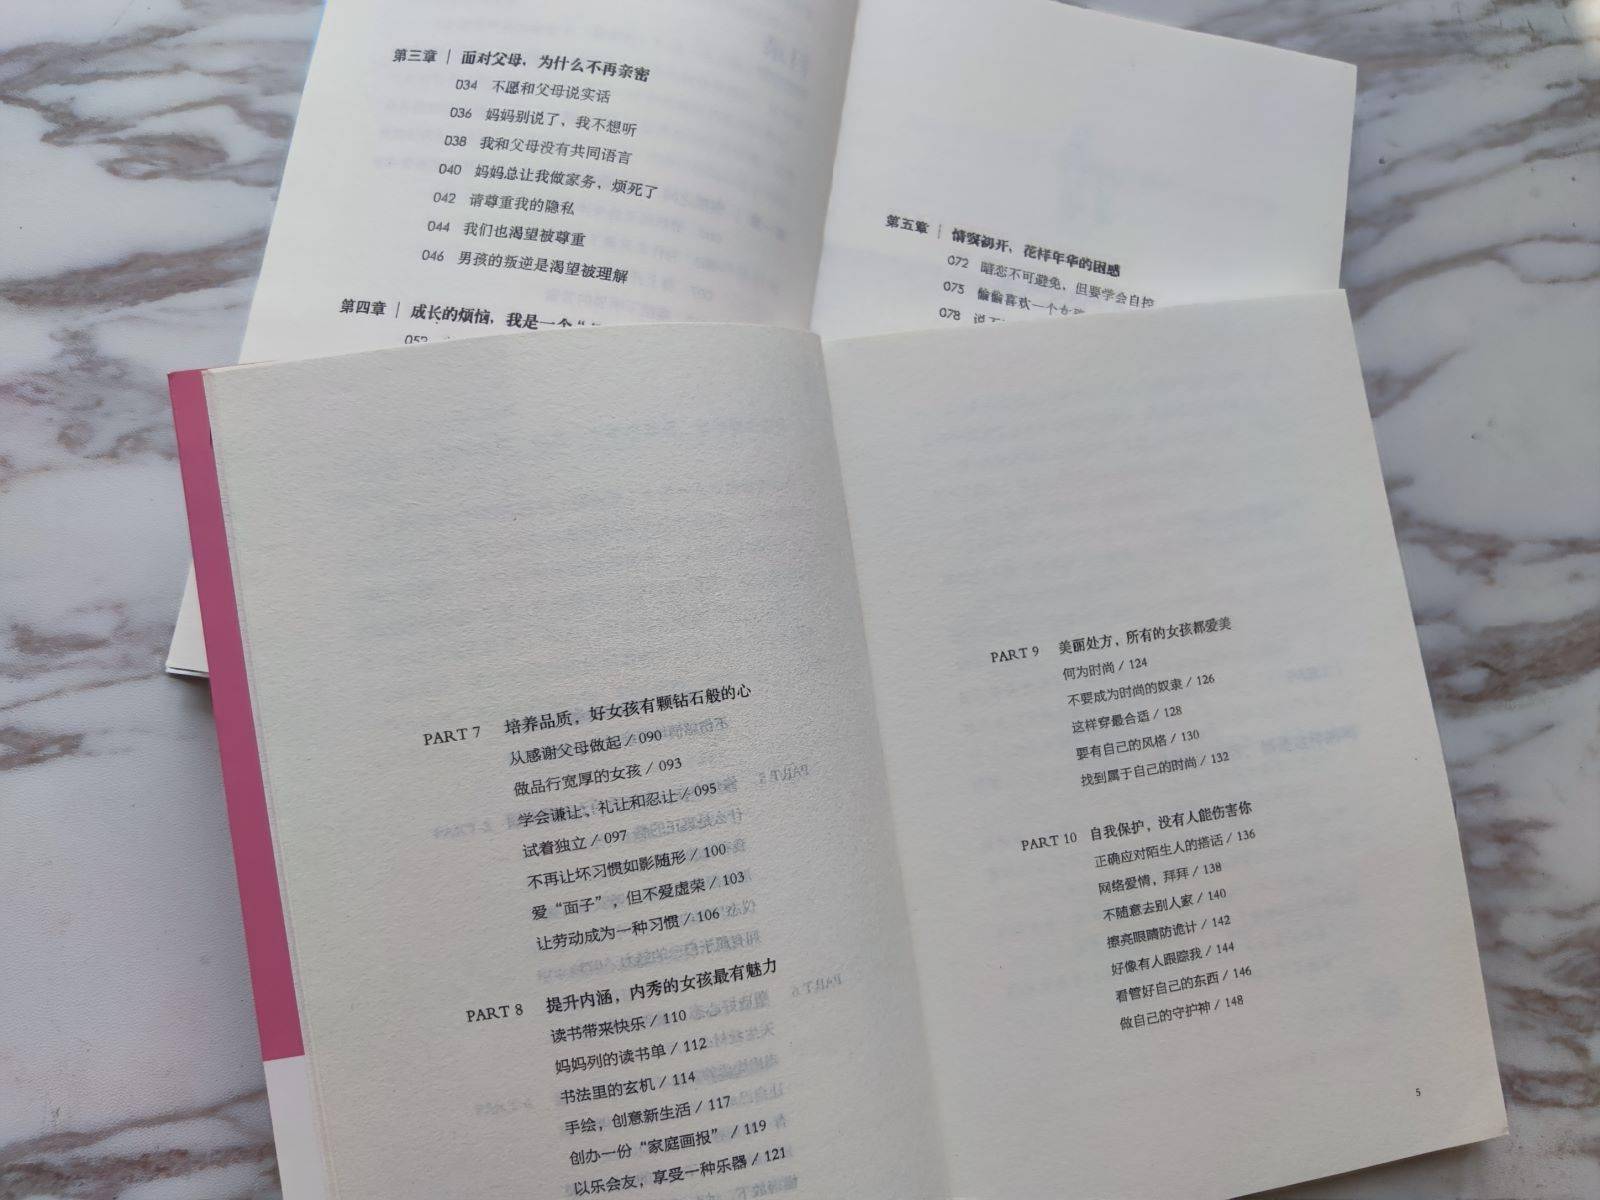 第三章 | 面对父母，为什么不再亲密
034 不愿和父母说实话
036 妈妈别说了，我不想听
038 我和父母没有共同语言
040 妈妈总让我做家务，烦死了
042 请尊重我的隐私
044 我们也渴望被尊重
046 男孩的叛逆是渴望被理解
第四章 | 成长的烦恼，我是一个“
052
第五章 | 情窦初开，花样年华的困惑
072 暗恋不可避免，但要学会自控
075 偷偷喜欢一个女孩
078 说
PART 7 培养品质，好女孩有颗钻石般的心
从感谢父母做起 / 090
做品行宽厚的女孩 / 093
学会谦让、礼让和忍让 / 095
试着独立 / 097
不再让坏习惯如影随形 / 100
爱“面子”，但不爱虚荣 / 103
让劳动成为一种习惯 / 106
PART 8 提升内涵，内秀的女孩最有魅力
读书带来快乐 / 110
妈妈列的读书单 / 112
书法里的玄机 / 114
手绘，创意新生活 / 117
创办一份“家庭画报” / 119
以乐会友，享受一种乐器 / 121
PART 9 美丽处方，所有的女孩都爱美
何为时尚 / 124
不要成为时尚的奴隶 / 126
这样穿最合适 / 128
要有自己的风格 / 130
找到属于自己的时尚 / 132
PART 10 自我保护，没有人能伤害你
正确应对陌生人的搭话 / 136
网络爱情，拜拜 / 138
不随意去别人家 / 140
擦亮眼睛防诡计 / 142
好像有人跟踪我 / 144
看管好自己的东西 / 146
做自己的守护神 / 148
5